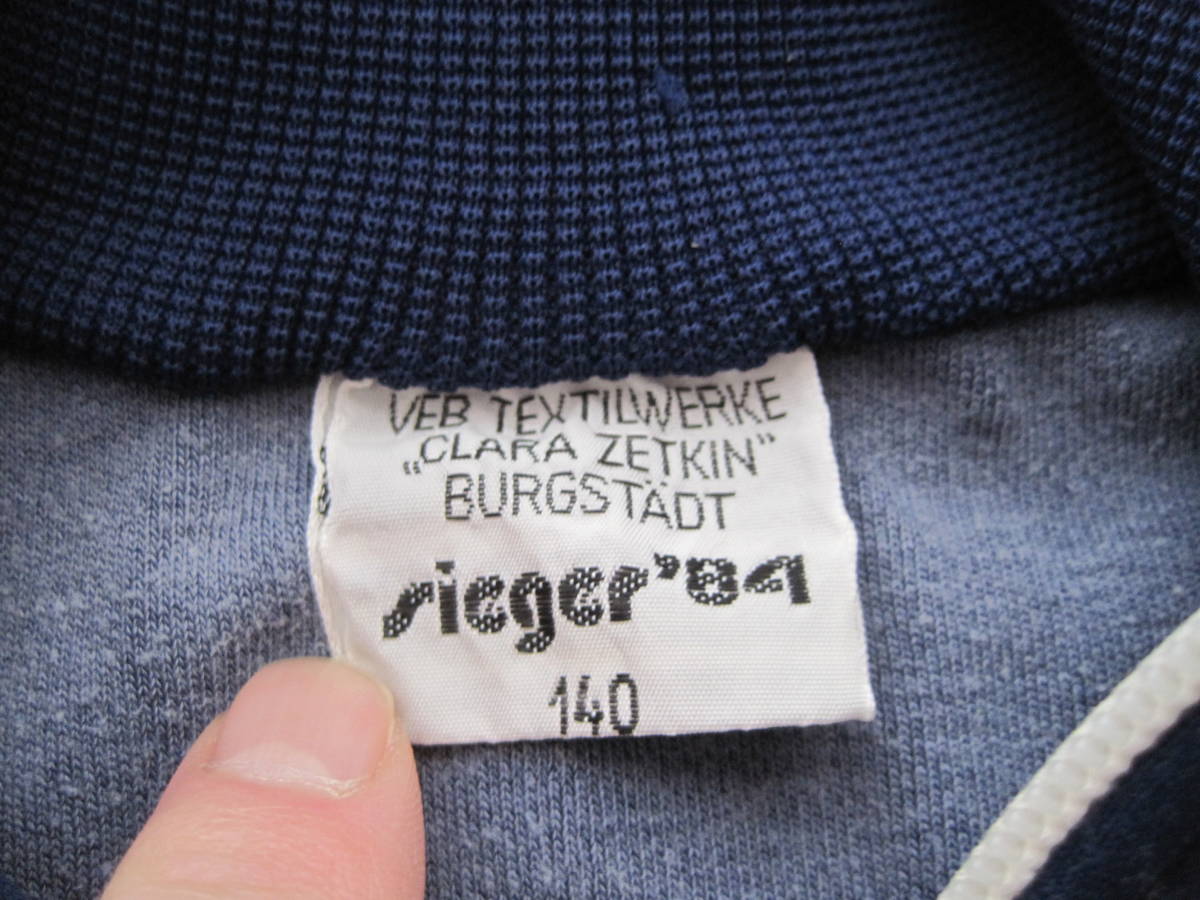 VEB TEXTILWERKE
„CLARA ZETKIN”
BURGSTÄDT
sieger'84
140